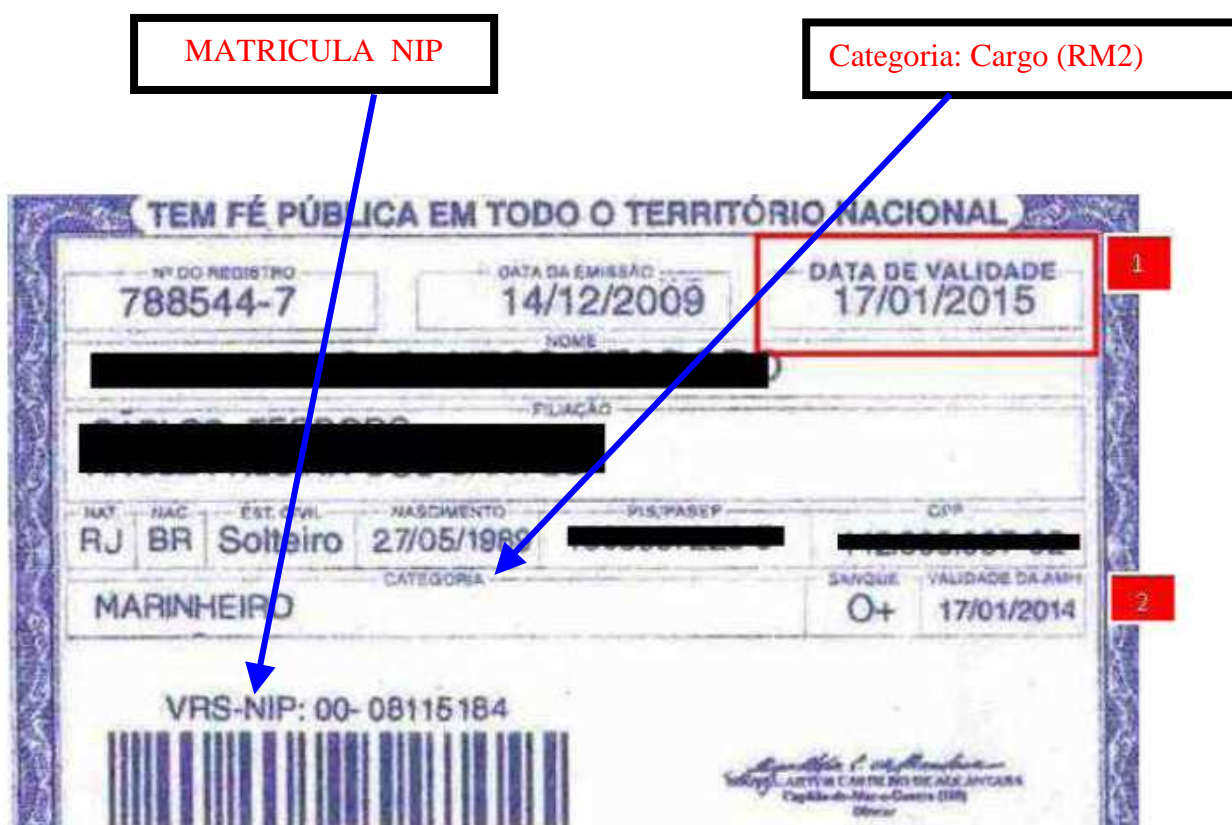 MATRICULA NIP
Categoria: Cargo (RM2)
TEM FÉ PÚBLICA EM TODO O TERRITÓRIO NACIONAL
Nº DO REGISTRO DATA DA EMISSÃO DATA DE VALIDADE
788544-7 14/12/2009 17/01/2015
1
NOME
FILIAÇÃO
NAT NAC EST. CIVIL NASCIMENTO PIS/PASEP CPF
RJ BR Solteiro 27/05/1989
CATEGORIA SANGUE VALIDADE DA AMH
MARINHEIRO O+ 17/01/2014
2
VRS-NIP: 00- 08115184